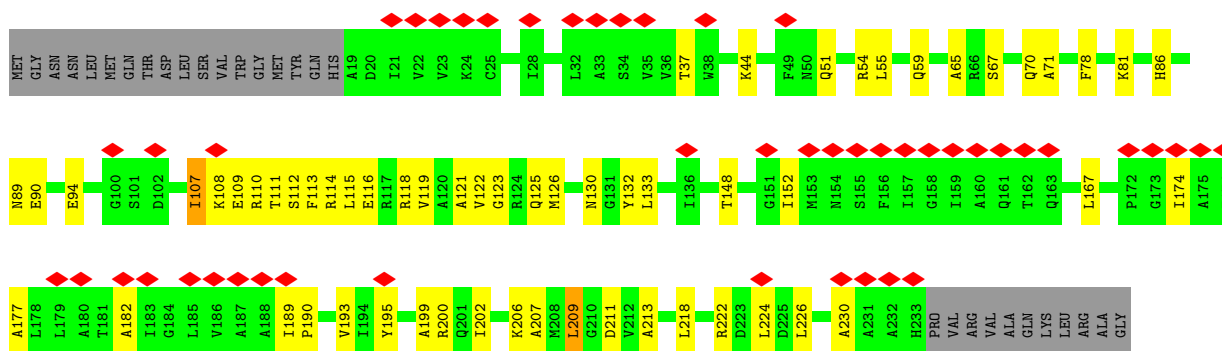 MET GLY ASN ASN LEU MET GLN THR ASP LEU SER VAL TRP GLY MET TYR GLN HIS A19 D20 I21 V22 V23 K24 C25 I28 L32 A33 S34 V35 V36 T37 W38 K44 F49 N50 Q51 R54 L55 Q59 A65 R66 S67 Q70 A71 F78 K81 H86
N89 E90 E94 G100 S101 D102 I107 K108 E109 R110 T111 S112 F113 R114 L115 E116 R117 R118 V119 A120 A121 V122 G123 R124 Q125 M126 N130 G131 Y132 L133 I136 T148 G151 I152 M153 N154 S155 F156 I157 G158 I159 A160 Q161 T162 Q163 L167 P172 G173 I174 A175
A177 L178 L179 A180 T181 A182 I183 G184 L185 V186 A187 A188 I189 P190 V193 I194 Y195 A199 R200 Q201 I202 K206 A207 M208 L209 G210 D211 V212 A213 L218 R222 D223 L224 D225 L226 A230 A231 A232 H233 PRO VAL ARG VAL ALA GLN LYS LEU ARG ALA GLY